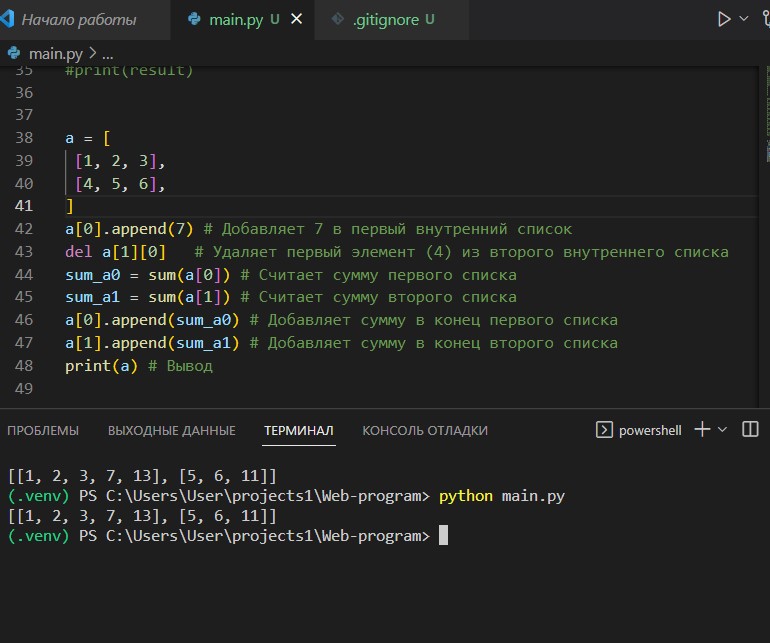 Начало работы main.py U .gitignore U
main.py > ...
35 #print(result)
36
37
38 a = [
39 [1, 2, 3],
40 [4, 5, 6],
41 ]
42 a[0].append(7) # Добавляет 7 в первый внутренний список
43 del a[1][0] # Удаляет первый элемент (4) из второго внутреннего списка
44 sum_a0 = sum(a[0]) # Считает сумму первого списка
45 sum_a1 = sum(a[1]) # Считает сумму второго списка
46 a[0].append(sum_a0) # Добавляет сумму в конец первого списка
47 a[1].append(sum_a1) # Добавляет сумму в конец второго списка
48 print(a) # Вывод
49
ПРОБЛЕМЫ ВЫХОДНЫЕ ДАННЫЕ ТЕРМИНАЛ КОНСОЛЬ ОТЛАДКИ powershell
[[1, 2, 3, 7, 13], [5, 6, 11]]
(.venv) PS C:\Users\User\projects1\Web-program> python main.py
[[1, 2, 3, 7, 13], [5, 6, 11]]
(.venv) PS C:\Users\User\projects1\Web-program>